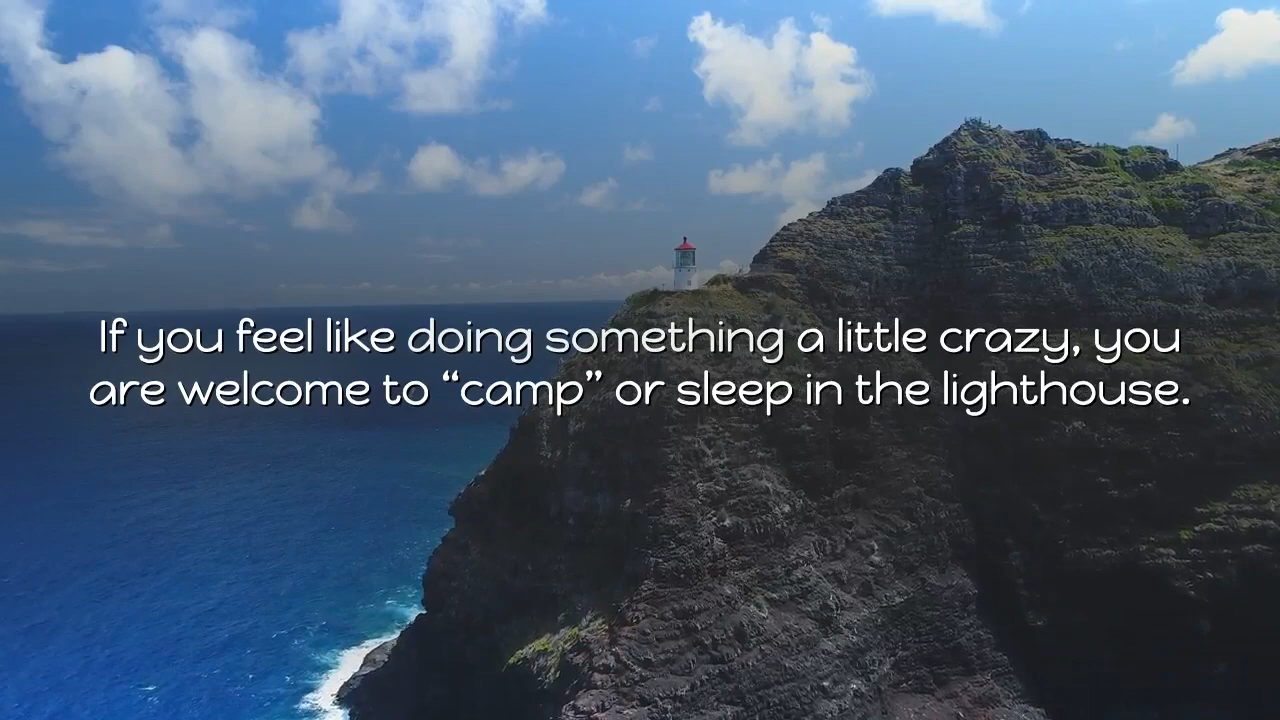 If you feel like doing something a little crazy, you
are welcome to “camp” or sleep in the lighthouse.